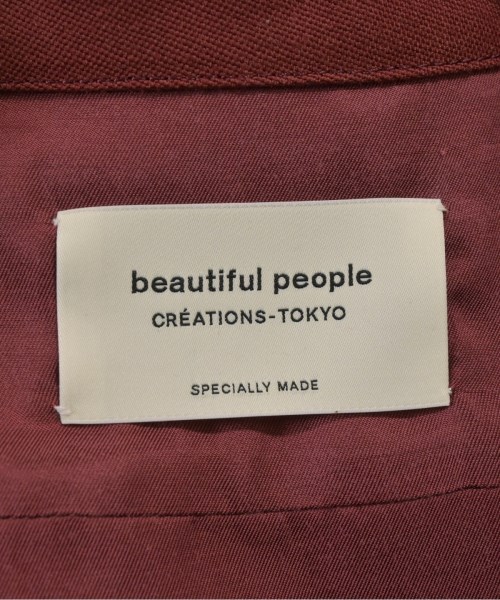 beautiful people
CRÉATIONS-TOKYO
SPECIALLY MADE